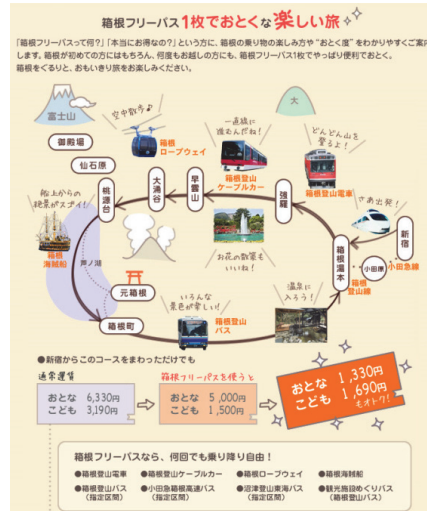 箱根フリーパス1枚でおとくな楽しい旅
「箱根フリーパスって何？」「本当にお得なの？」という方に、箱根の乗り物の楽しみ方や“おとく度”をわかりやすくご案内
します。箱根が初めての方にはもちろん、何度もお越しの方にも、箱根フリーパス1枚でやっぱり便利でおとく。
箱根をぐるりと、おもいきり旅をお楽しみください。
富士山
空中散歩♪
箱根
ロープウェイ
一直線に
進むんだね！
箱根登山
ケーブルカー
大
どんどん山を
登るよ！
箱根登山電車
御殿場
仙石原
桃源台
大涌谷
早雲山
強羅
さあ出発！
新宿
小田急線
小田原
箱根
登山線
箱根湯本
船上からの
絶景がスゴイ！
箱根
海賊船
芦ノ湖
元箱根
箱根町
お花の散策も
いいね！
いろんな
景色が楽しい！
箱根登山
バス
温泉に
入ろう！
●新宿からこのコースをまわっただけでも
通常運賃
おとな 6,330円
こども 3,190円
箱根フリーパスを使うと
おとな 5,000円
こども 1,500円
おとな 1,330円
こども 1,690円
もオトク！
箱根フリーパスなら、何回でも乗り降り自由！
●箱根登山電車 ●箱根登山ケーブルカー ●箱根ロープウェイ ●箱根海賊船
●箱根登山バス ●小田急箱根高速バス ●沼津登山東海バス ●観光施設めぐりバス
（指定区間） （指定区間） （指定区間） （箱根登山バス）